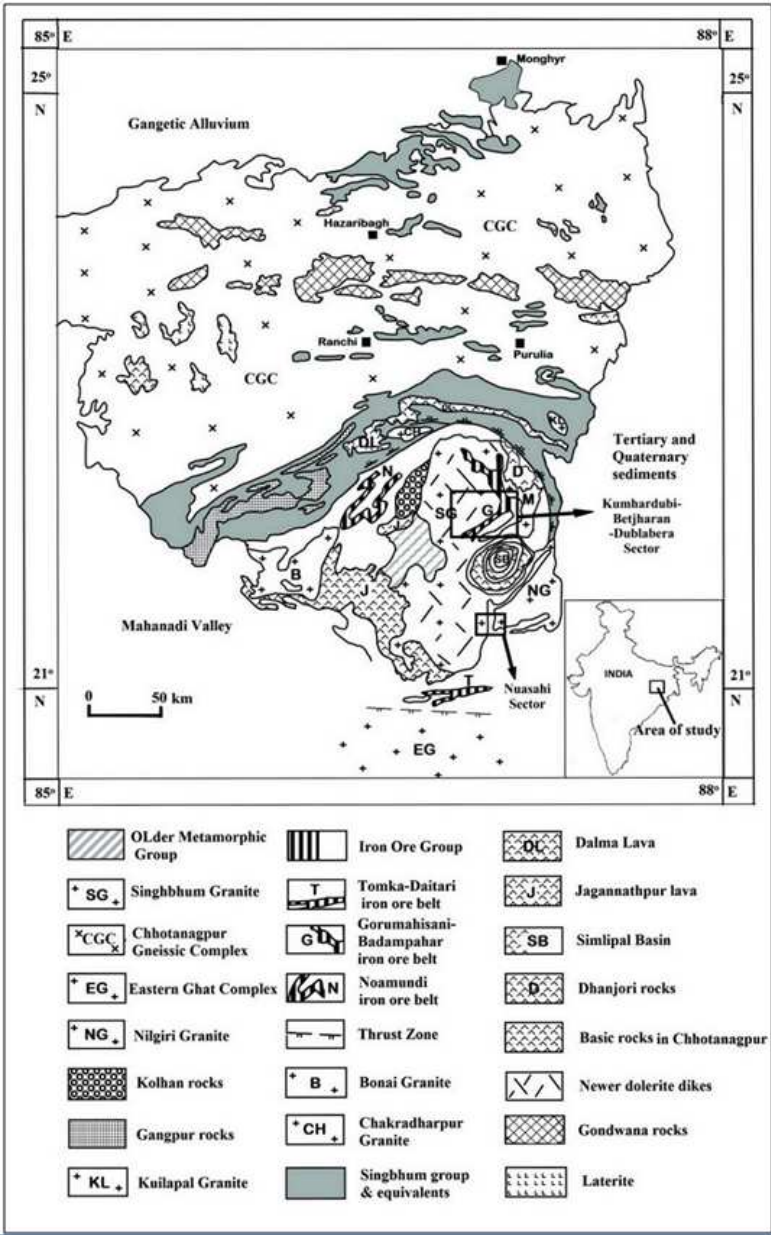 85° E
88° E
25°
N
25°
N
Monghyr
Gangetic Alluvium
Hazaribagh
CGC
Ranchi
Purulia
CGC
KL
CH
DL
Tertiary and
Quaternary
sediments
N
D
M
SG
G
Kumhardubi-
Betjharan
-Dublabera
Sector
SB
B
J
NG
Mahanadi Valley
21°
N
21°
N
0 50 km
T
Nuasahi
Sector
INDIA
Area of study
EG
85° E
88° E
OLder Metamorphic
Group
Iron Ore Group
DL Dalma Lava
SG Singhbhum Granite
T Tomka-Daitari
iron ore belt
J Jagannathpur lava
CGC Chhotanagpur
Gneissic Complex
G Gorumahisani-
Badampahar
iron ore belt
SB Simlipal Basin
EG Eastern Ghat Complex
N Noamundi
iron ore belt
D Dhanjori rocks
NG Nilgiri Granite
Thrust Zone
Basic rocks in Chhotanagpur
Kolhan rocks
B Bonai Granite
Newer dolerite dikes
Gangpur rocks
CH Chakradharpur
Granite
Gondwana rocks
KL Kuilapal Granite
Singbhum group
& equivalents
Laterite